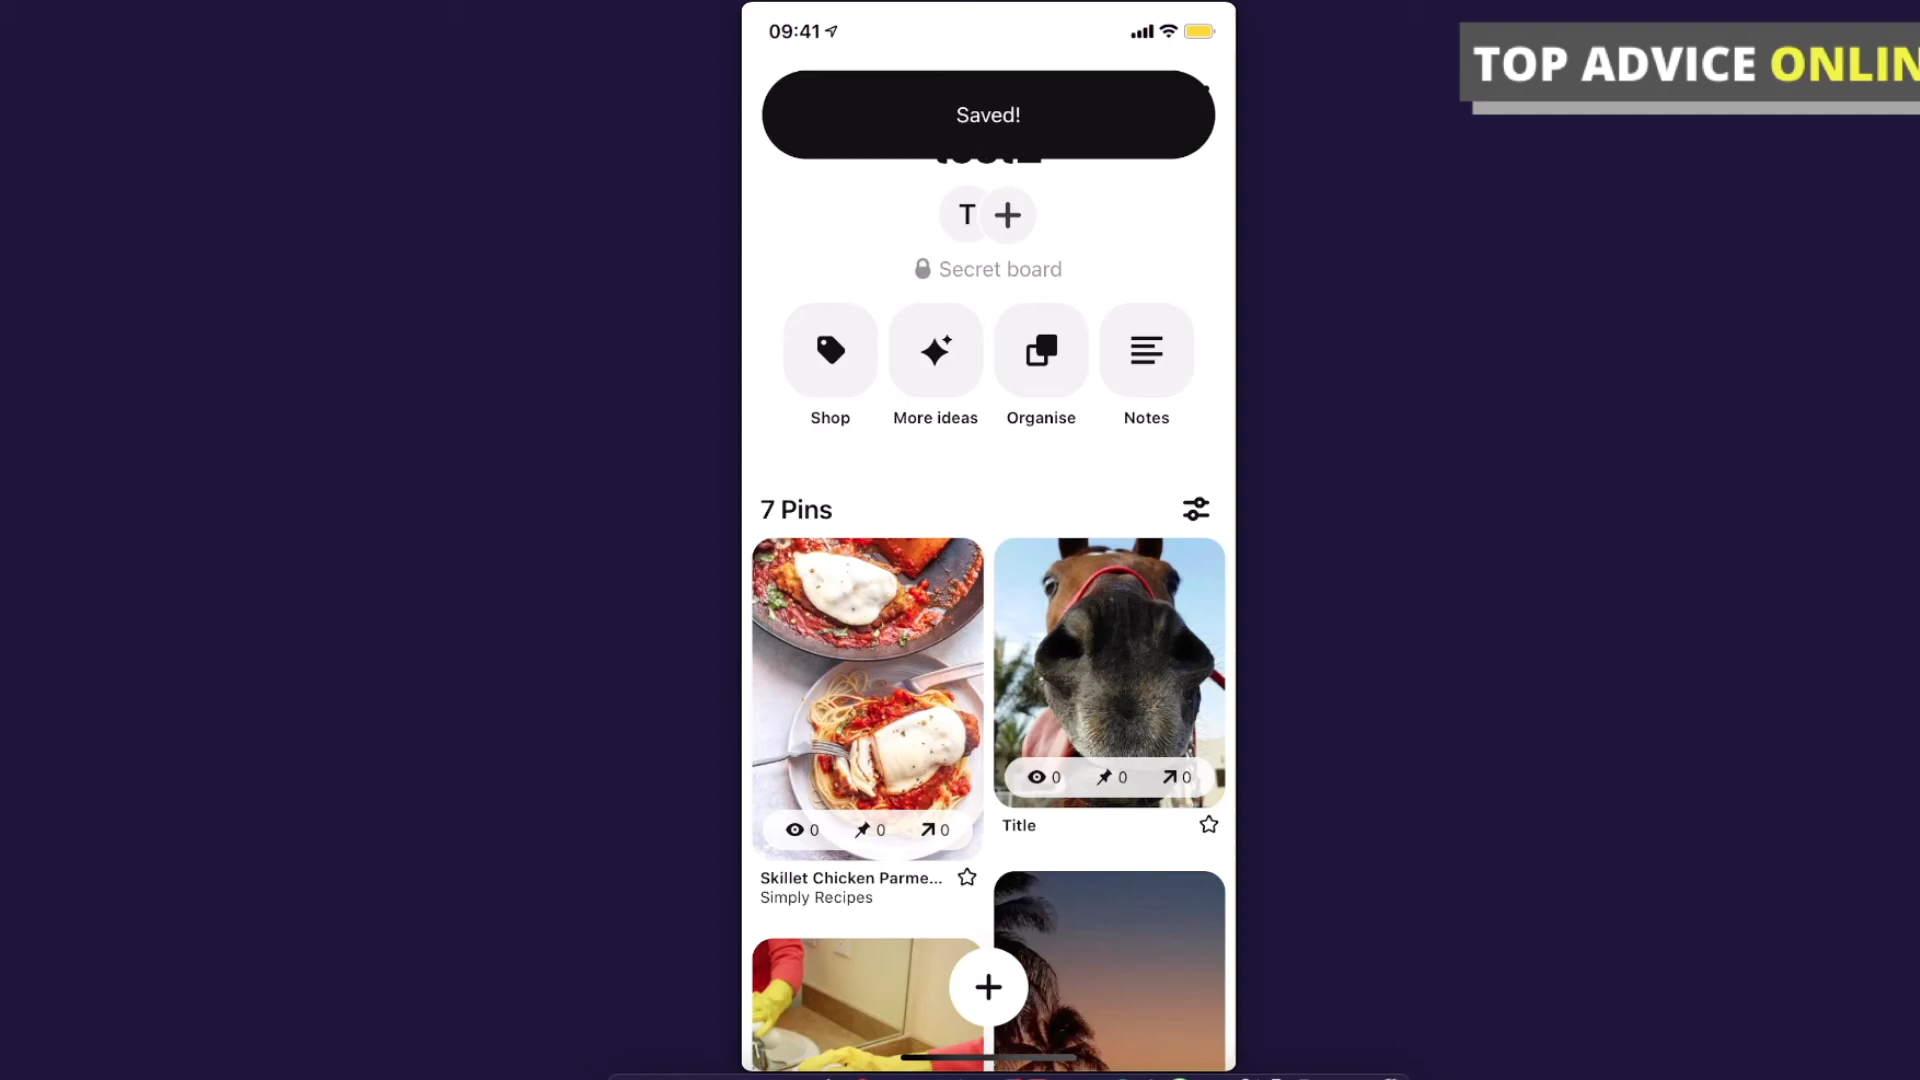 09:41
TOP ADVICE ONLIN
Saved!
T
Secret board
Shop
More ideas
Organise
Notes
7 Pins
0 0 0
Title
0 0 0
Skillet Chicken Parme...
Simply Recipes